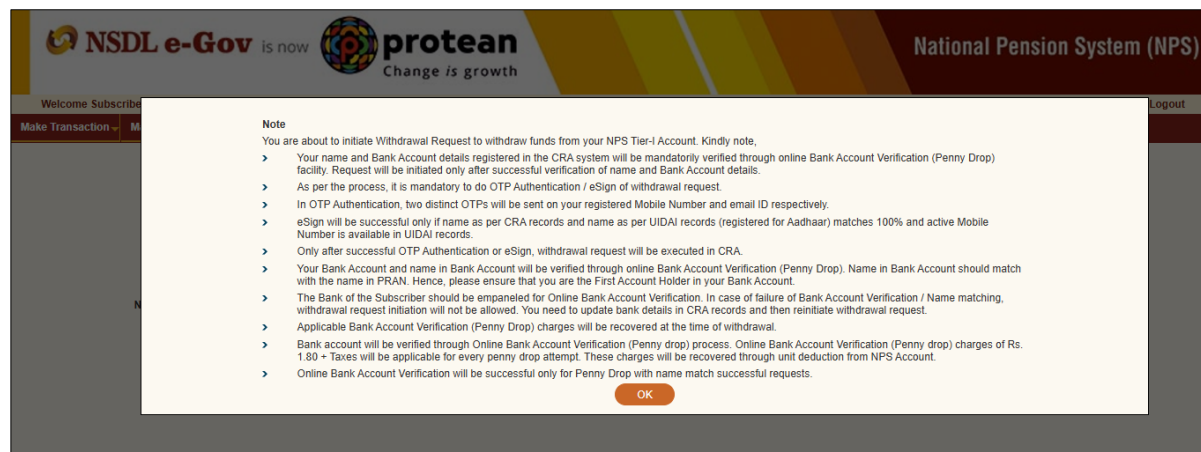 NSDL e-Gov is now protean
Change is growth
National Pension System (NPS)
Welcome Subscribe
Logout
Make Transaction
M
Note
You are about to initiate Withdrawal Request to withdraw funds from your NPS Tier-I Account. Kindly note,
Your name and Bank Account details registered in the CRA system will be mandatorily verified through online Bank Account Verification (Penny Drop)
facility. Request will be initiated only after successful verification of name and Bank Account details.
As per the process, it is mandatory to do OTP Authentication / eSign of withdrawal request.
In OTP Authentication, two distinct OTPs will be sent on your registered Mobile Number and email ID respectively.
eSign will be successful only if name as per CRA records and name as per UIDAI records (registered for Aadhaar) matches 100% and active Mobile
Number is available in UIDAI records.
Only after successful OTP Authentication or eSign, withdrawal request will be executed in CRA.
Your Bank Account and name in Bank Account will be verified through online Bank Account Verification (Penny Drop). Name in Bank Account should match
with the name in PRAN. Hence, please ensure that you are the First Account Holder in your Bank Account.
N
The Bank of the Subscriber should be empaneled for Online Bank Account Verification. In case of failure of Bank Account Verification / Name matching,
withdrawal request initiation will not be allowed. You need to update bank details in CRA records and then reinitiate withdrawal request.
Applicable Bank Account Verification (Penny Drop) charges will be recovered at the time of withdrawal.
Bank account will be verified through Online Bank Account Verification (Penny drop) process. Online Bank Account Verification (Penny drop) charges of Rs.
1.80 + Taxes will be applicable for every penny drop attempt. These charges will be recovered through unit deduction from NPS Account.
Online Bank Account Verification will be successful only for Penny Drop with name match successful requests.
OK